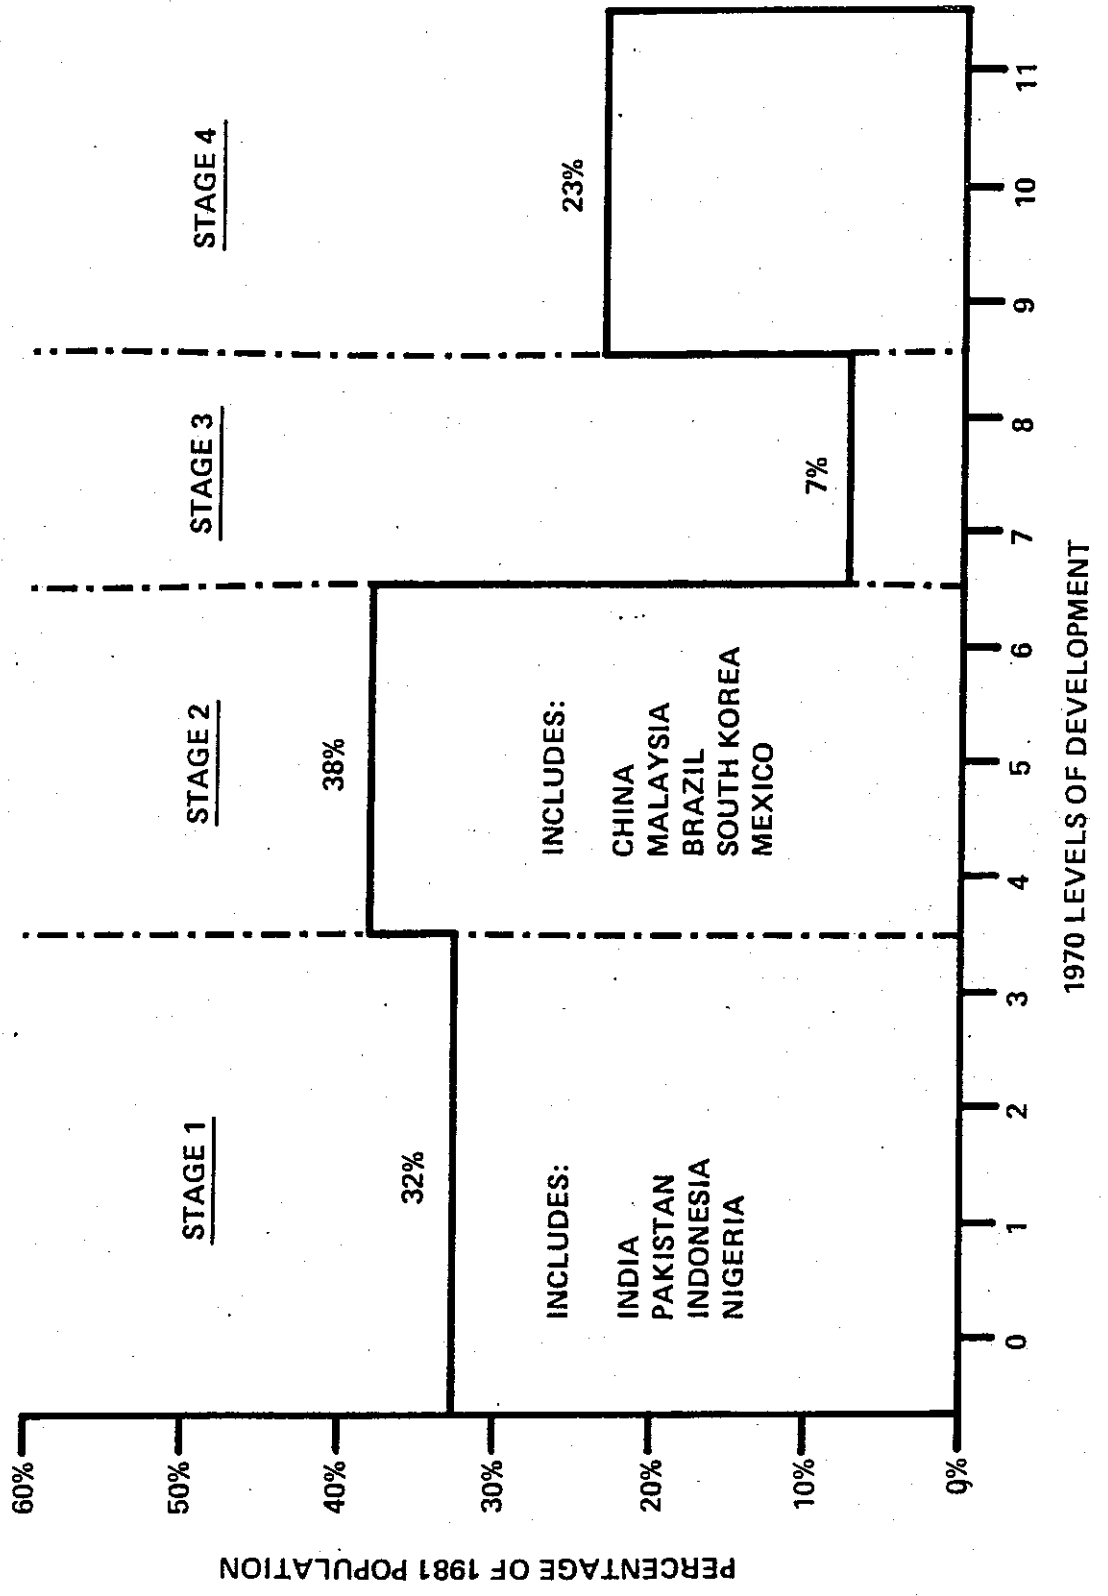 60%
50%
40%
30%
20%
10%
0%
PERCENTAGE OF 1981 POPULATION
STAGE 1
32%
INCLUDES:
INDIA
PAKISTAN
INDONESIA
NIGERIA
STAGE 2
38%
INCLUDES:
CHINA
MALAYSIA
BRAZIL
SOUTH KOREA
MEXICO
STAGE 3
7%
STAGE 4
23%
0 1 2 3 4 5 6 7 8 9 10 11
1970 LEVELS OF DEVELOPMENT